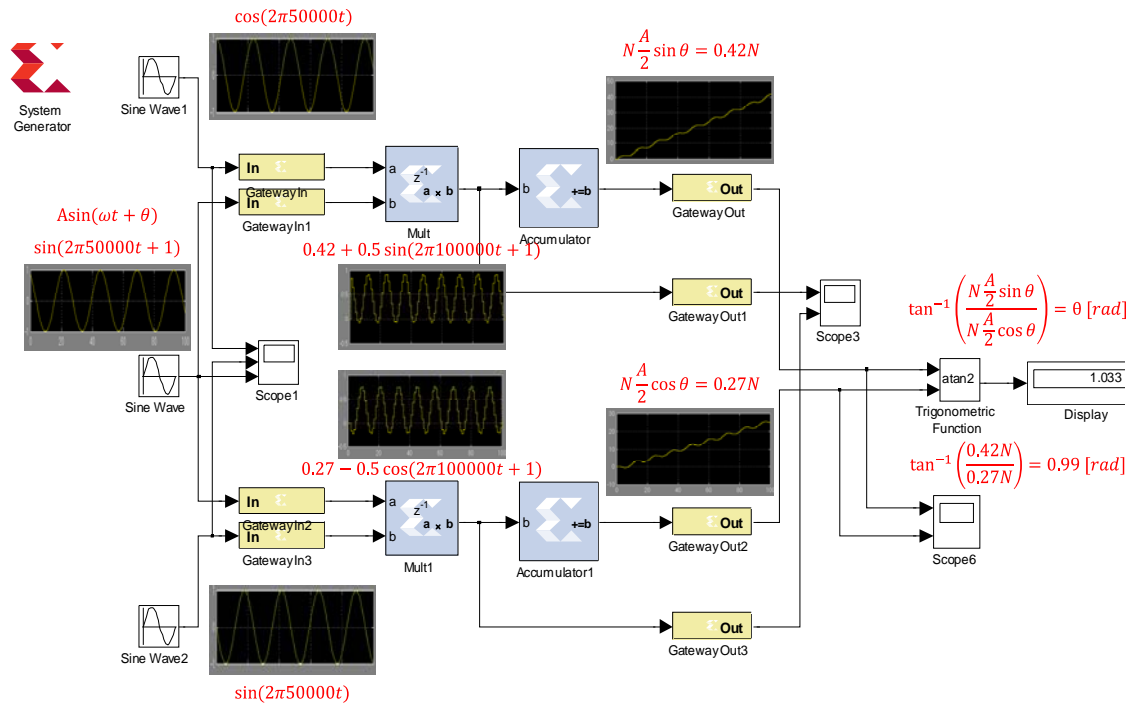 cos(2π50000t)
System
Generator
Sine Wave1
N A/2 sin θ = 0.42N
In
GatewayIn
In
GatewayIn1
a
b
z⁻¹
a × b
Mult
b
+=b
Accumulator
Out
GatewayOut
Asin(ωt + θ)
sin(2π50000t + 1)
0.42 + 0.5 sin(2π100000t + 1)
Out
GatewayOut1
Scope3
tan⁻¹(N A/2 sin θ / N A/2 cos θ) = θ [rad]
Sine Wave
Scope1
N A/2 cos θ = 0.27N
atan2
Trigonometric
Function
1.033
Display
0.27 − 0.5 cos(2π100000t + 1)
tan⁻¹(0.42N / 0.27N) = 0.99 [rad]
In
GatewayIn2
In
GatewayIn3
a
b
z⁻¹
a × b
Mult1
b
+=b
Accumulator1
Out
GatewayOut2
Scope6
Sine Wave2
Out
GatewayOut3
sin(2π50000t)